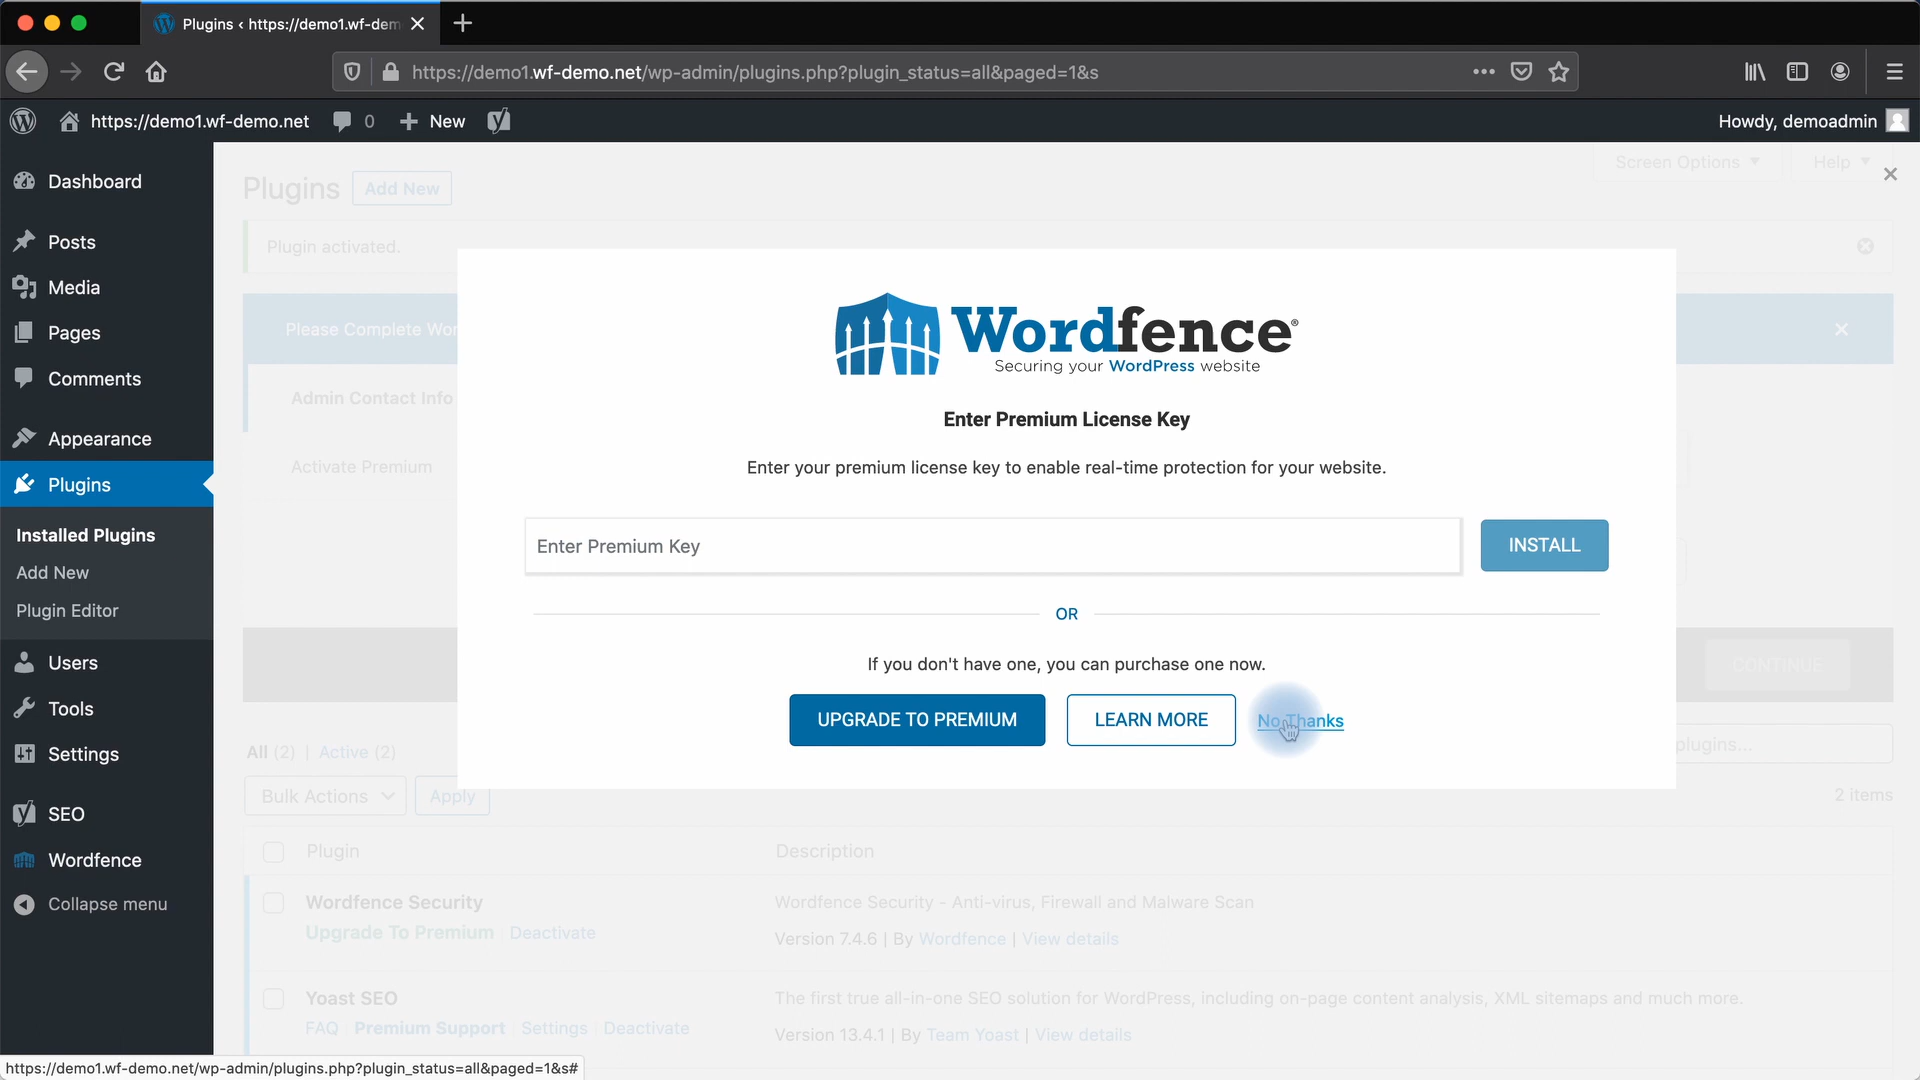 Plugins ‹ https://demo1.wf-dem
https://demo1.wf-demo.net/wp-admin/plugins.php?plugin_status=all&paged=1&s
https://demo1.wf-demo.net 0 New Howdy, demoadmin
Dashboard
Posts
Media
Pages
Comments
Appearance
Plugins
Installed Plugins
Add New
Plugin Editor
Users
Tools
Settings
SEO
Wordfence
Collapse menu
Screen Options Help
Plugins Add New
Plugin activated.
Please Complete Wor
Admin Contact Info
Activate Premium
Wordfence®
Securing your WordPress website
Enter Premium License Key
Enter your premium license key to enable real-time protection for your website.
Enter Premium Key INSTALL
OR
If you don't have one, you can purchase one now.
UPGRADE TO PREMIUM LEARN MORE No Thanks
CONTINUE
All (2) | Active (2)
plugins...
Bulk Actions Apply
2 items
Plugin Description
Wordfence Security Wordfence Security - Anti-virus, Firewall and Malware Scan
Upgrade To Premium Deactivate Version 7.4.6 | By Wordfence | View details
Yoast SEO The first true all-in-one SEO solution for WordPress, including on-page content analysis, XML sitemaps and much more.
FAQ Premium Support Settings Deactivate Version 13.4.1 | By Team Yoast | View details
https://demo1.wf-demo.net/wp-admin/plugins.php?plugin_status=all&paged=1&s#